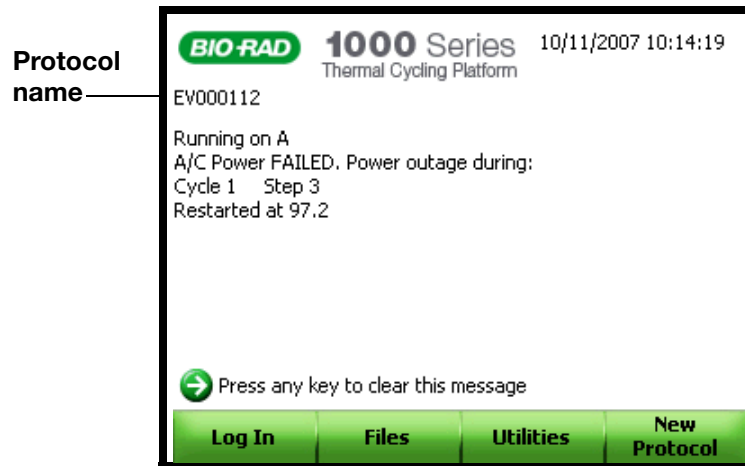 Protocol
name
BIO-RAD
1000 Series
Thermal Cycling Platform
10/11/2007 10:14:19
EV000112
Running on A
A/C Power FAILED. Power outage during:
Cycle 1 Step 3
Restarted at 97.2
Press any key to clear this message
Log In
Files
Utilities
New
Protocol